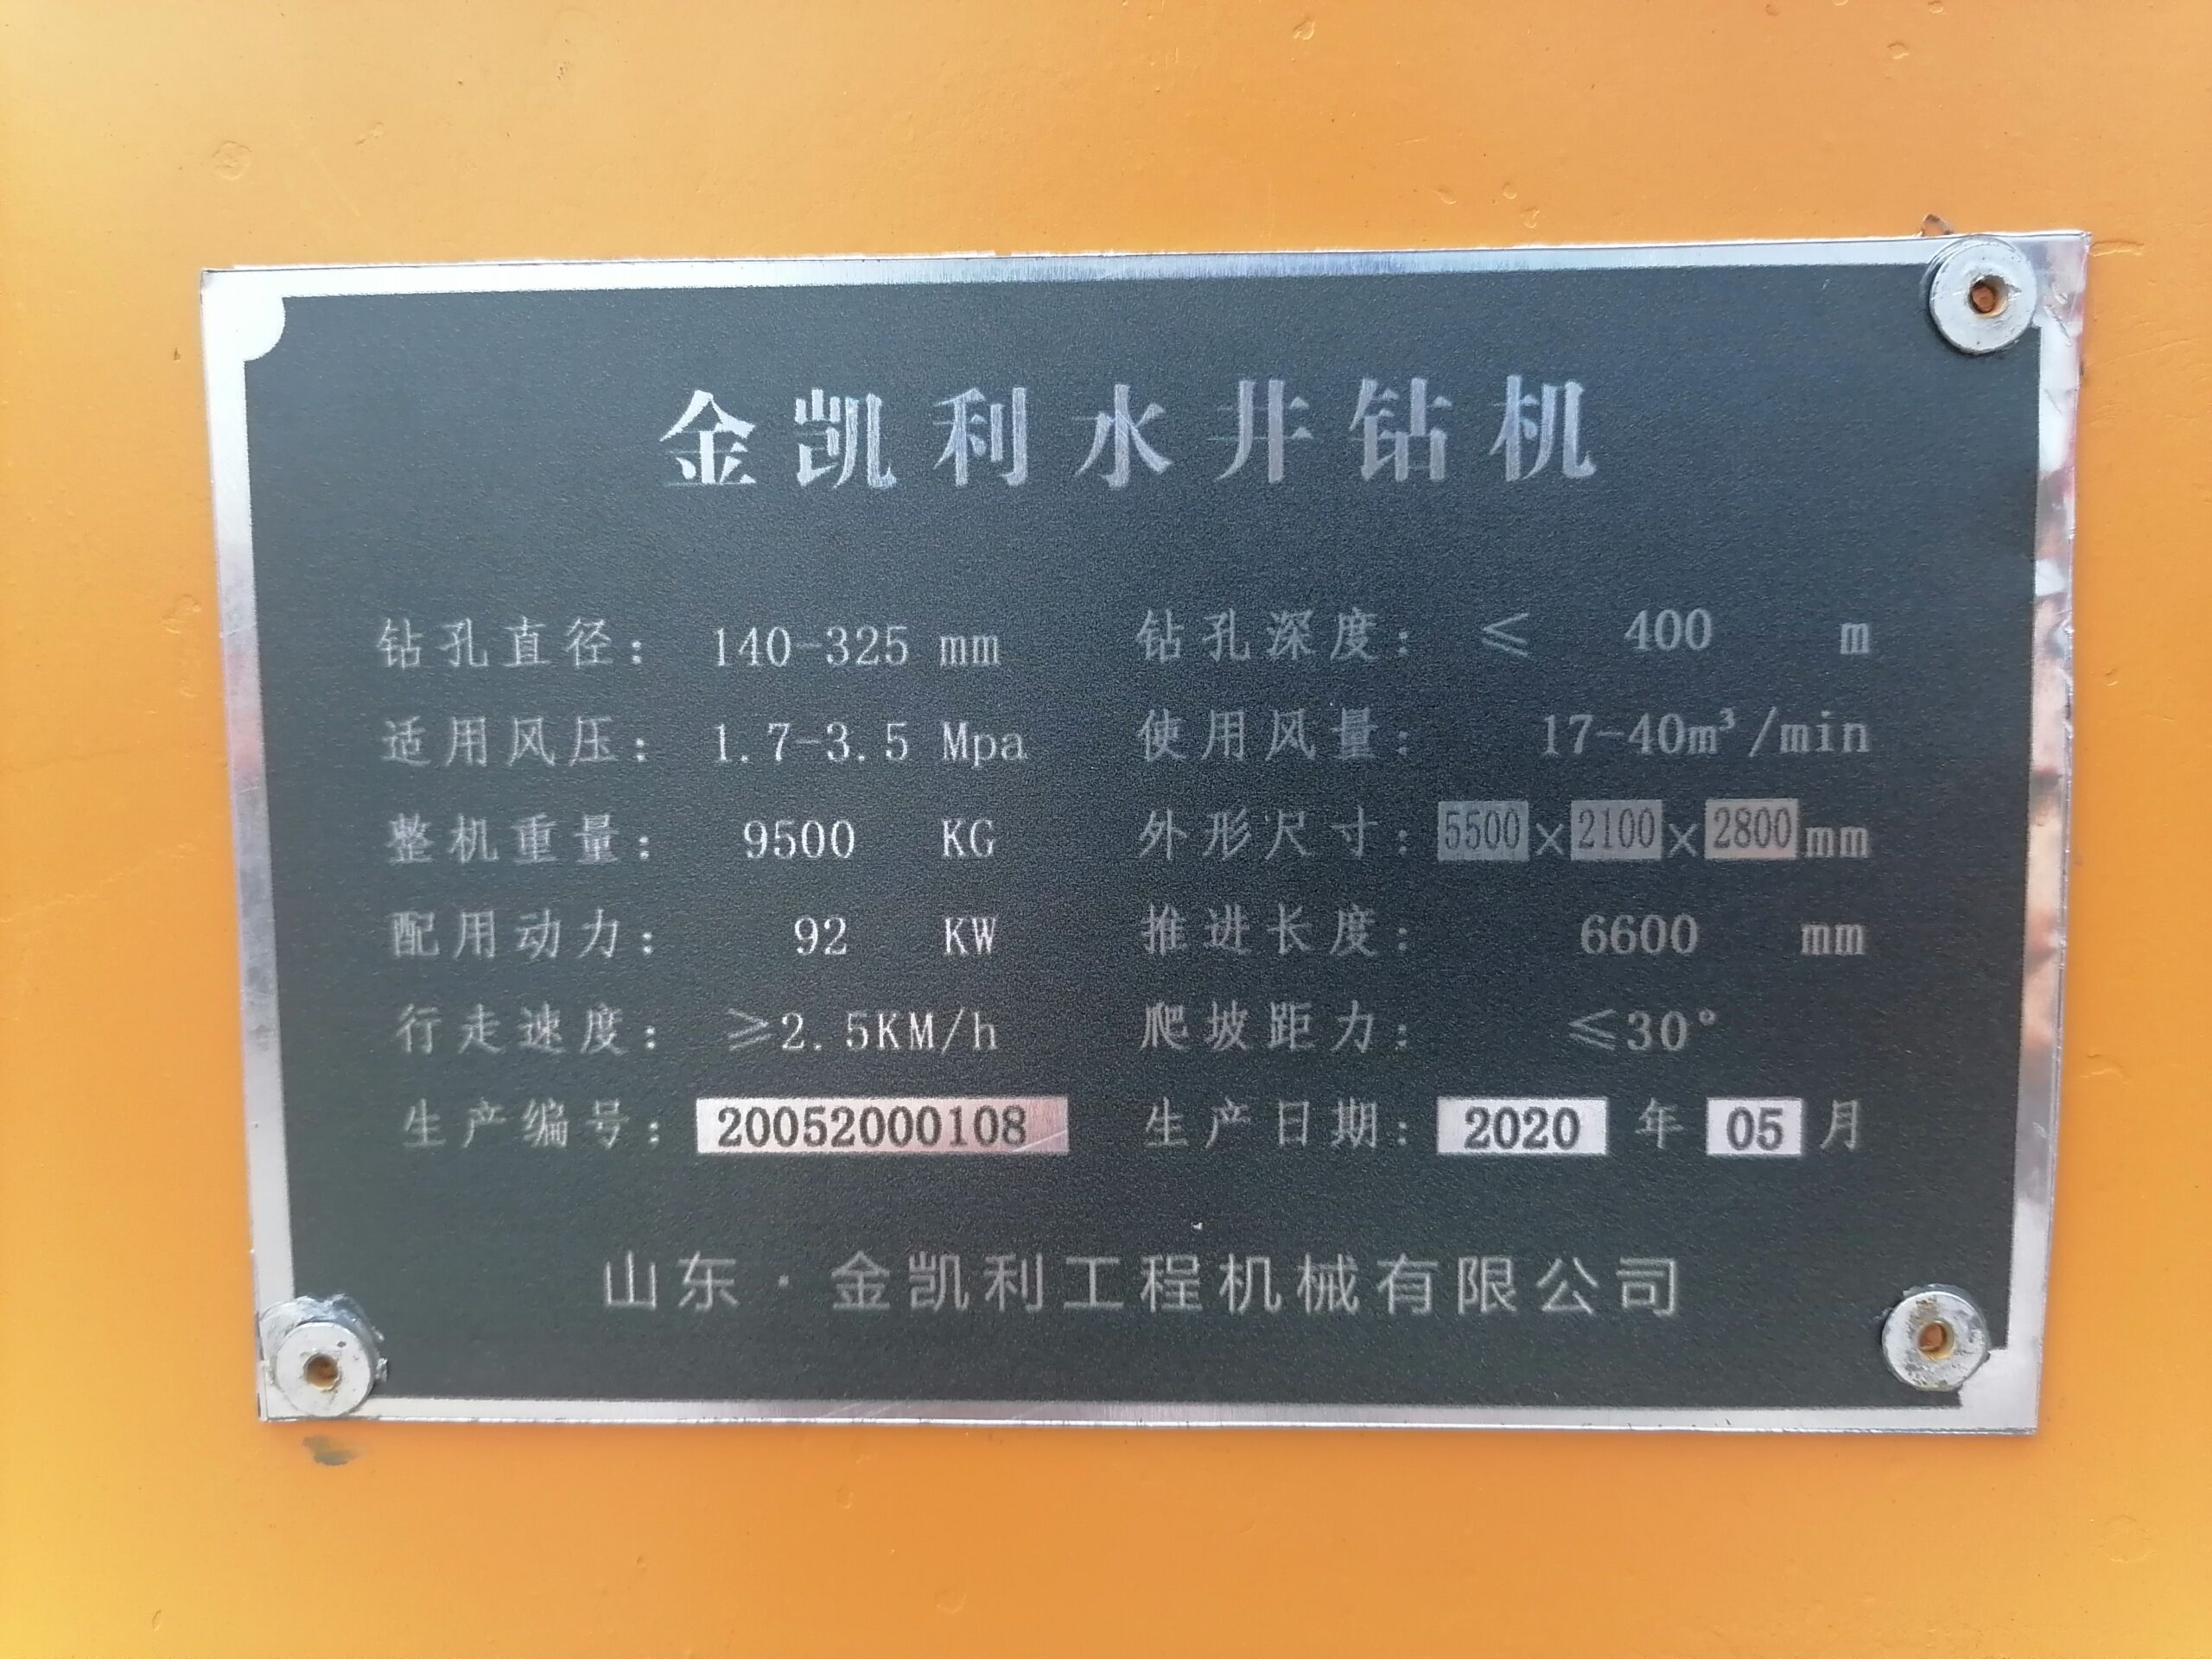 金凯利水井钻机
钻孔直径： 140-325 mm 钻孔深度： ≤ 400 m
适用风压： 1.7-3.5 Mpa 使用风量： 17-40m³/min
整机重量： 9500 KG 外形尺寸： 5500×2100×2800mm
配用动力： 92 KW 推进长度： 6600 mm
行走速度： ≥2.5KM/h 爬坡距力： ≤30°
生产编号： 20052000108 生产日期： 2020 年 05 月
山东·金凯利工程机械有限公司